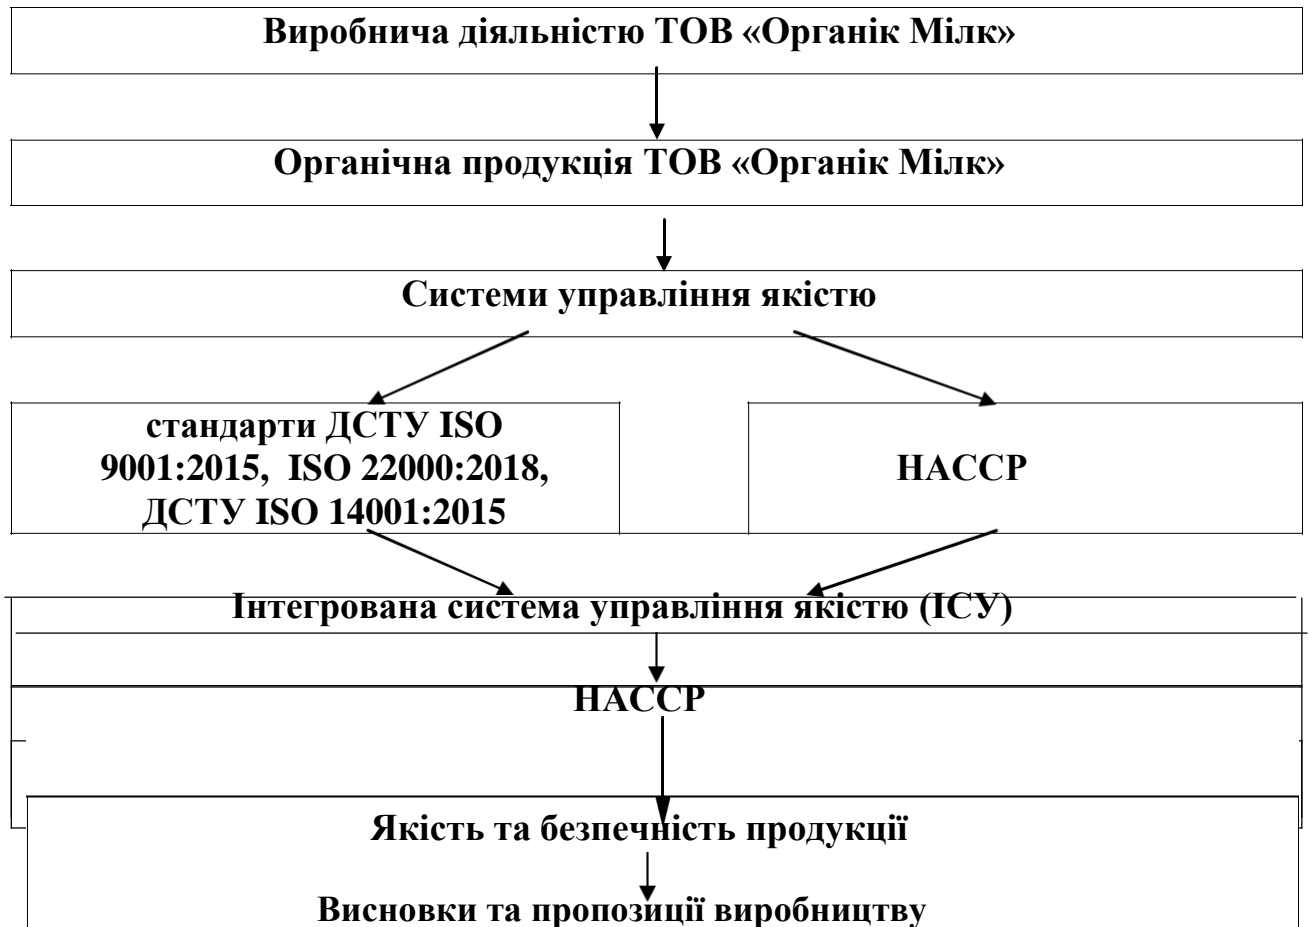 Виробнича діяльністю ТОВ «Органік Мілк»
Органічна продукція ТОВ «Органік Мілк»
Системи управління якістю
стандарти ДСТУ ISO
9001:2015, ISO 22000:2018,
ДСТУ ISO 14001:2015
НАССР
Інтегрована система управління якістю (ІСУ)
НАССР
Якість та безпечність продукції
Висновки та пропозиції виробництву